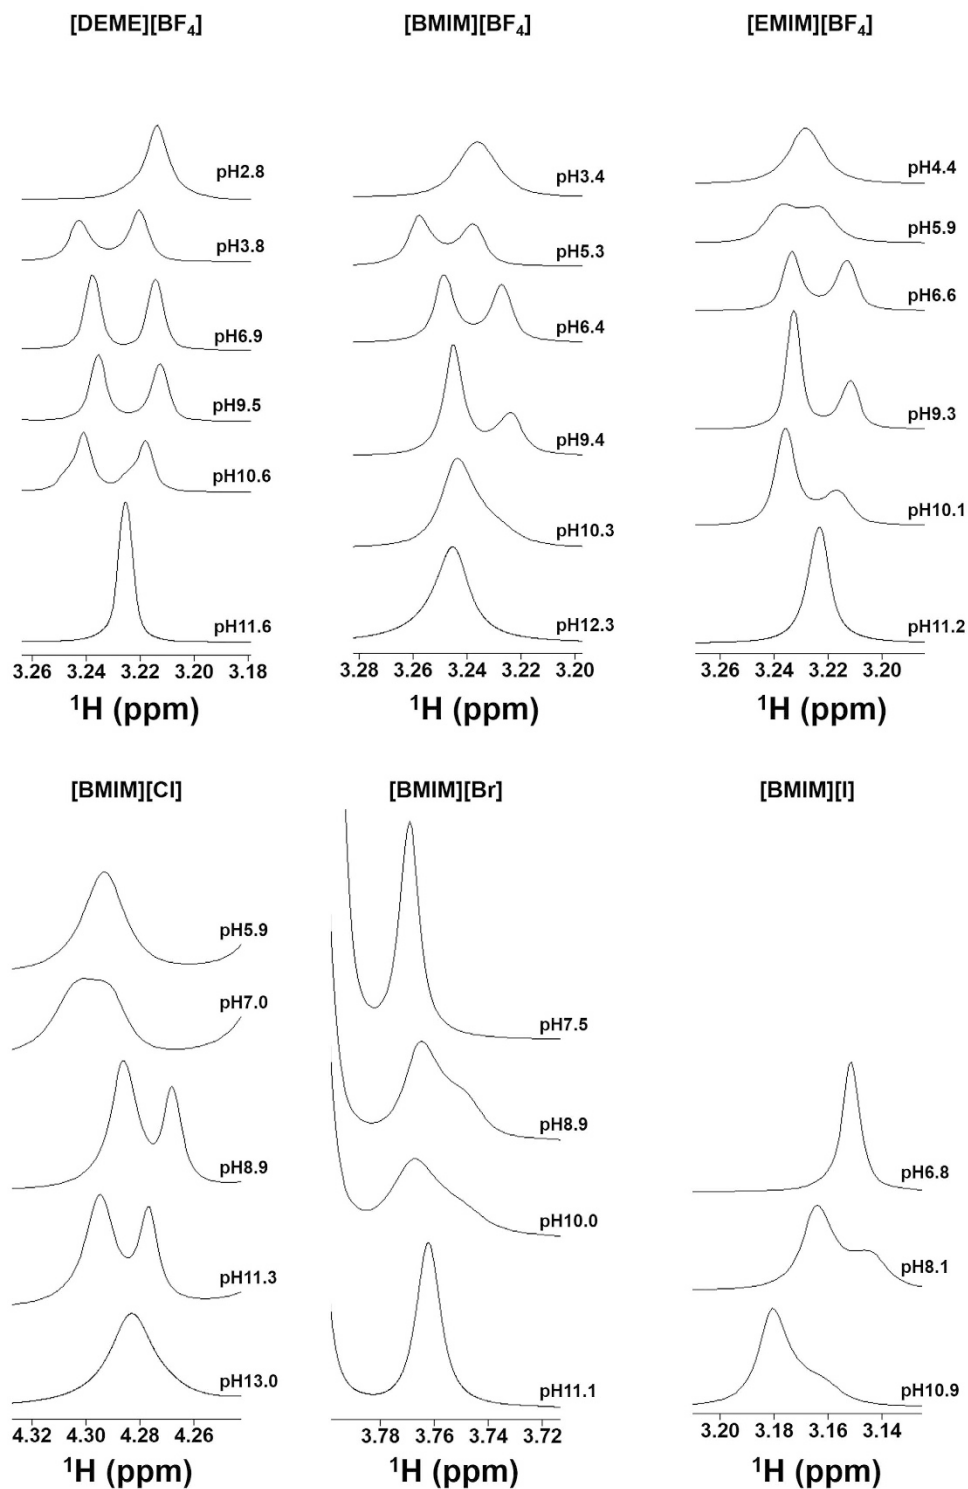 [DEME][BF₄]
[BMIM][BF₄]
[EMIM][BF₄]
pH2.8
pH3.8
pH6.9
pH9.5
pH10.6
pH11.6
3.26 3.22 3.20 3.18
¹H (ppm)
pH3.4
pH5.3
pH6.4
pH9.4
pH10.3
pH12.3
3.28 3.26 3.24 3.22 3.20
¹H (ppm)
pH4.4
pH5.9
pH6.6
pH9.3
pH10.1
pH11.2
3.26 3.24 3.22 3.20
¹H (ppm)
[BMIM][Cl]
[BMIM][Br]
[BMIM][I]
pH5.9
pH7.0
pH8.9
pH11.3
pH13.0
4.32 4.30 4.28 4.26
¹H (ppm)
pH7.5
pH8.9
pH10.0
pH11.1
3.78 3.76 3.74 3.72
¹H (ppm)
pH6.8
pH8.1
pH10.9
3.20 3.18 3.16 3.14
¹H (ppm)